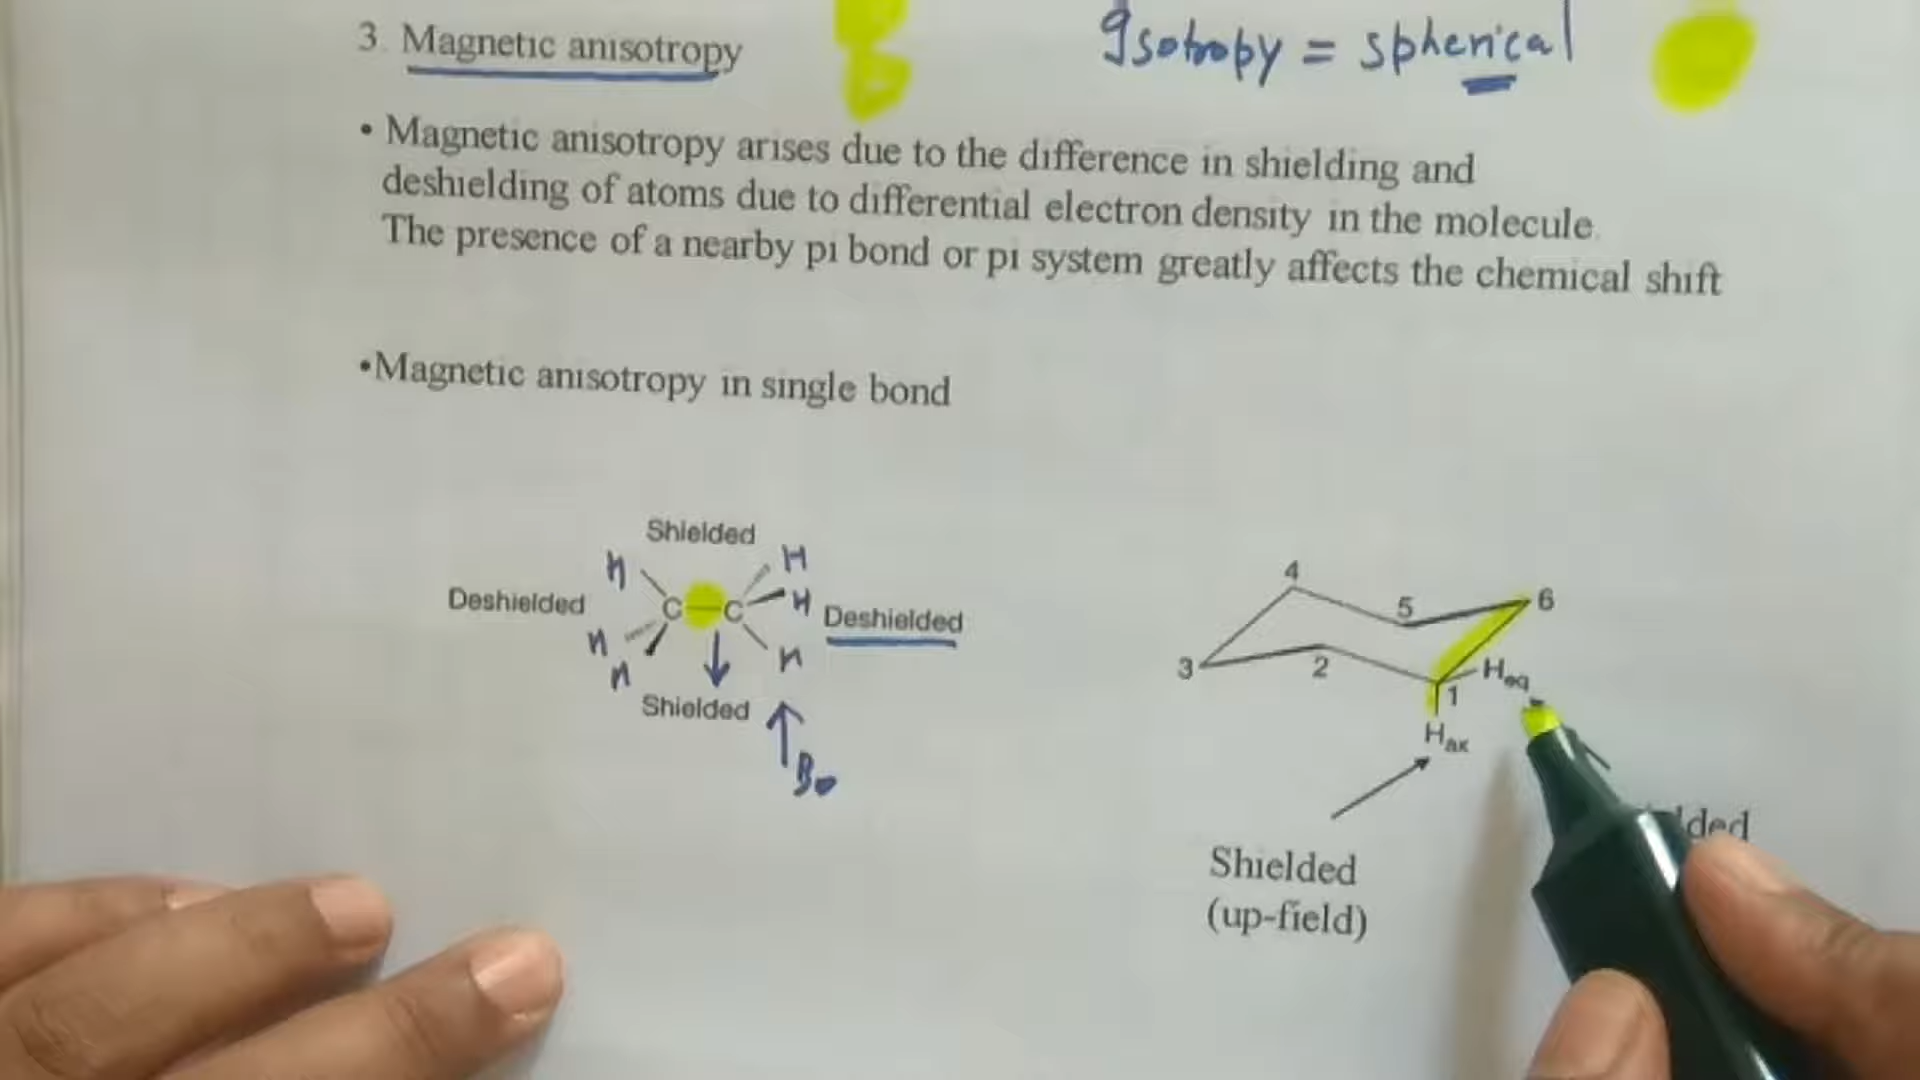 Isotropy = spherical
3. Magnetic anisotropy
• Magnetic anisotropy arises due to the difference in shielding and
deshielding of atoms due to differential electron density in the molecule.
The presence of a nearby pi bond or pi system greatly affects the chemical shift
•Magnetic anisotropy in single bond
Shielded
H H
Deshielded C C H Deshielded
H H H
Shielded
B₀
4
5 6
3 2 Heq
1
Hax
Shielded
(up-field)